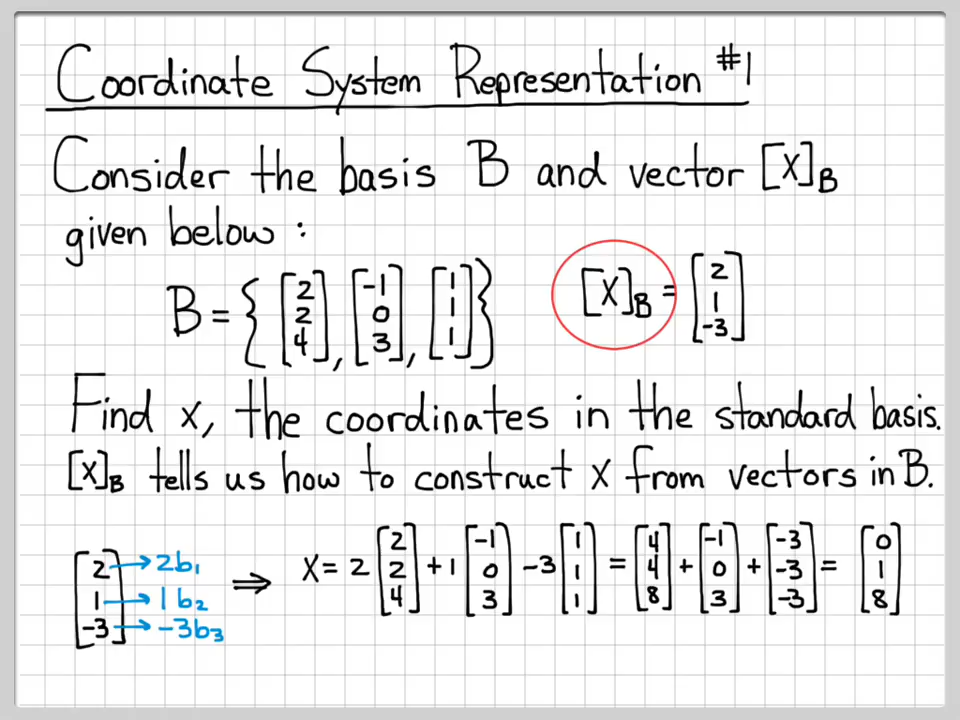 Coordinate System Representation #1
Consider the basis B and vector [x]_B
given below:
B = { [2 2 4], [-1 0 3], [1 1 1] }   [x]_B = [2 1 -3]
Find x, the coordinates in the standard basis.
[x]_B tells us how to construct x from vectors in B.
[2 1 -3] → 2b₁ → 1b₂ → -3b₃ ⇒ x = 2[2 2 4] + 1[-1 0 3] - 3[1 1 1] = [4 4 8] + [-1 0 3] + [-3 -3 -3] = [0 1 8]